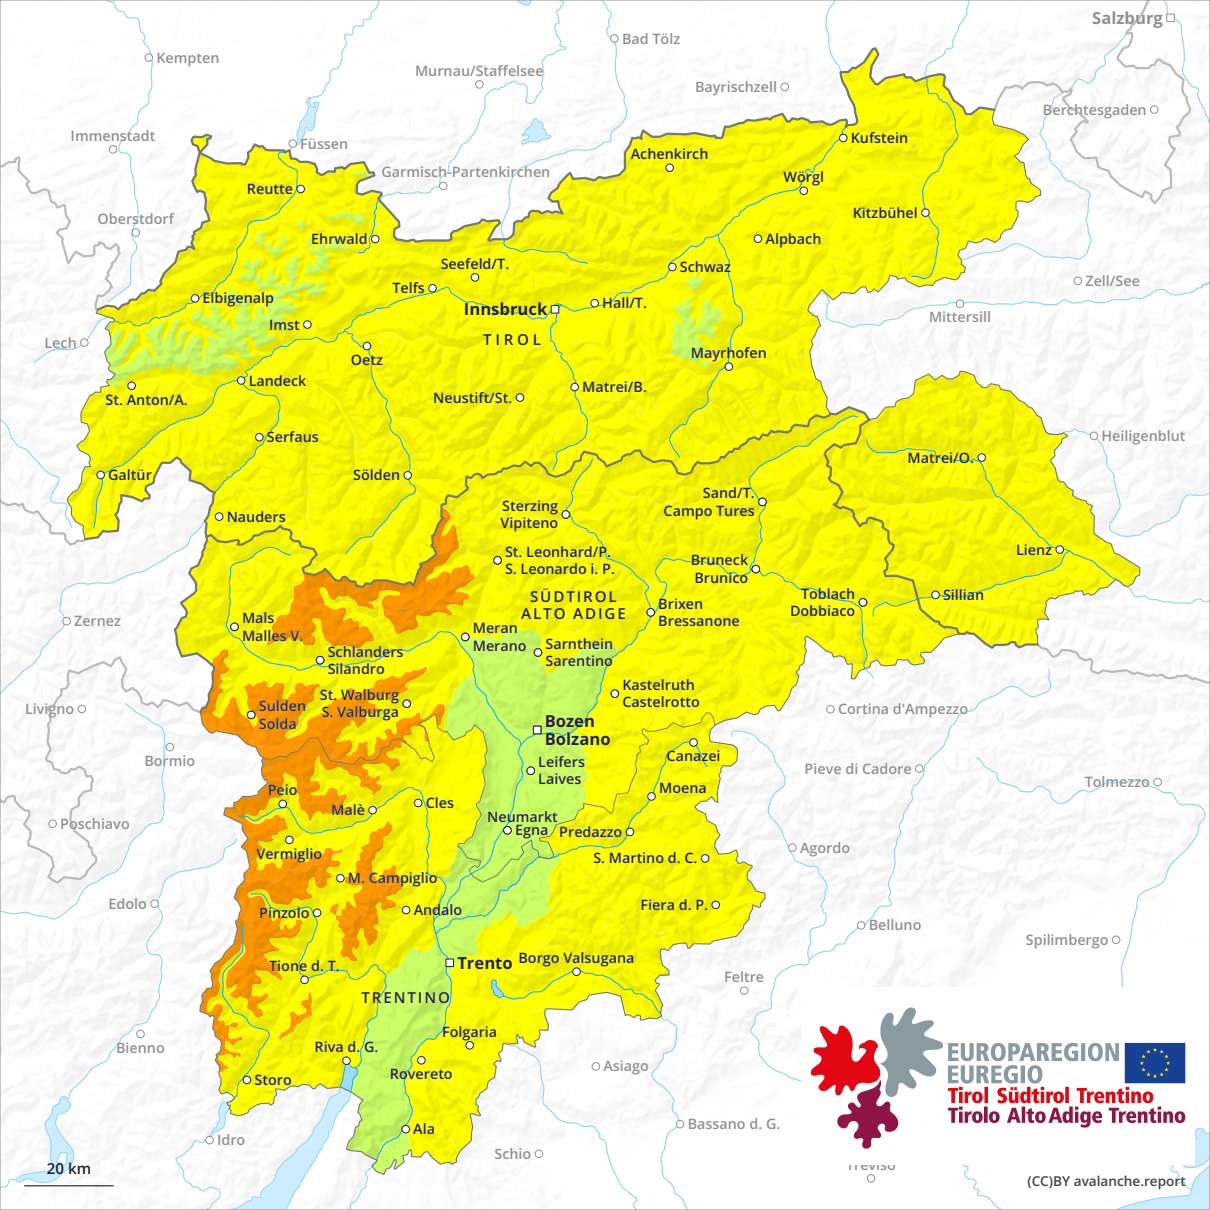 Salzburg
Bad Tölz
Kempten
Murnau/Staffelsee
Bayrischzell
Berchtesgaden
Immenstadt
Füssen
Kufstein
Achenkirch
Garmisch-Partenkirchen
Wörgl
Reutte
Oberstdorf
Kitzbühel
Ehrwald
Alpbach
Seefeld/T.
Schwaz
Zell/See
Telfs
Elbigenalp
Hall/T.
Innsbruck
Mittersill
Imst
Lech
TIROL
Oetz
Mayrhofen
Landeck
Matrei/B.
St. Anton/A.
Neustift/St.
Serfaus
Heiligenblut
Matrei/O.
Galtür
Sölden
Sand/T.
Campo Tures
Sterzing
Vipiteno
Nauders
St. Leonhard/P.
S. Leonardo i. P.
Lienz
Bruneck
Brunico
SÜDTIROL
ALTO ADIGE
Toblach
Dobbiaco
Sillian
Brixen
Bressanone
Mals
Malles V.
Zernez
Meran
Merano
Sarnthein
Sarentino
Schlanders
Silandro
Kastelruth
Castelrotto
St. Walburg
S. Valburga
Sulden
Solda
Livigno
Cortina d'Ampezzo
Bozen
Bolzano
Bormio
Canazei
Leifers
Laives
Pieve di Cadore
Tolmezzo
Peio
Moena
Malè
Cles
Neumarkt
Egna
Poschiavo
Predazzo
Vermiglio
Agordo
S. Martino d. C.
M. Campiglio
Edolo
Pinzolo
Andalo
Fiera d. P.
Belluno
Spilimbergo
Borgo Valsugana
Trento
Tione d. T.
Feltre
TRENTINO
Folgaria
Bienno
Riva d. G.
Rovereto
Asiago
Storo
EUROPAREGION
EUREGIO
Tirol Südtirol Trentino
Tirolo Alto Adige Trentino
Ala
Bassano d. G.
Idro
Schio
Treviso
20 km
(CC)BY avalanche.report